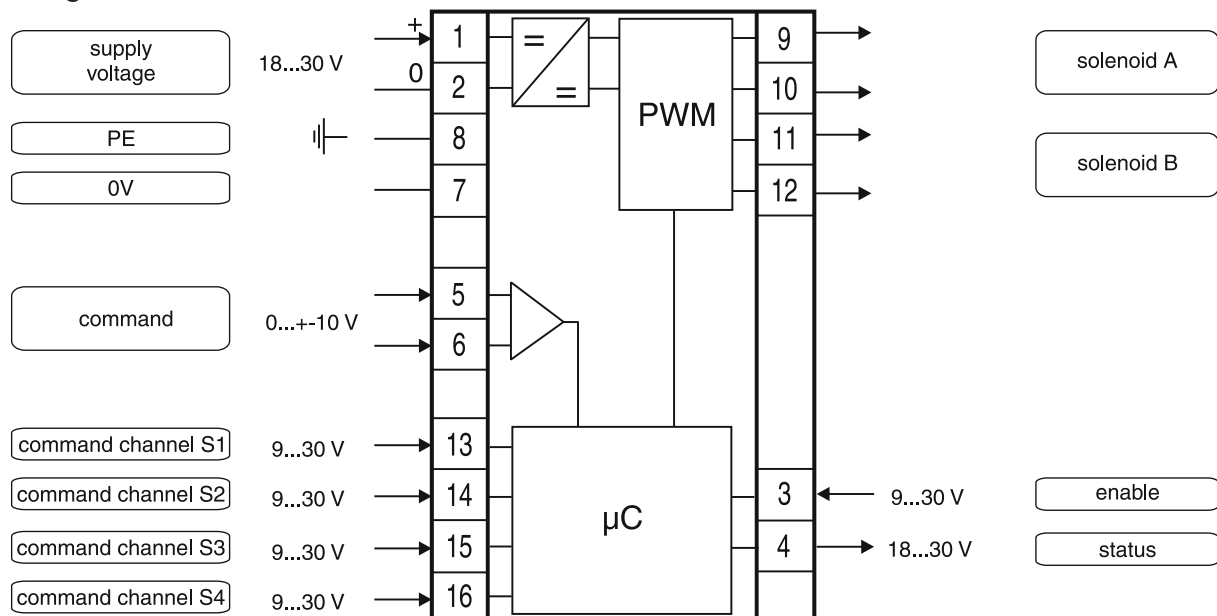 supply
voltage
18...30 V
+
0
1
2
=
=
PWM
9
10
11
12
solenoid A
solenoid B
PE
8
0V
7
command
0...+-10 V
5
6
command channel S1
9...30 V
13
command channel S2
9...30 V
14
command channel S3
9...30 V
15
command channel S4
9...30 V
16
µC
3
9...30 V
enable
4
18...30 V
status